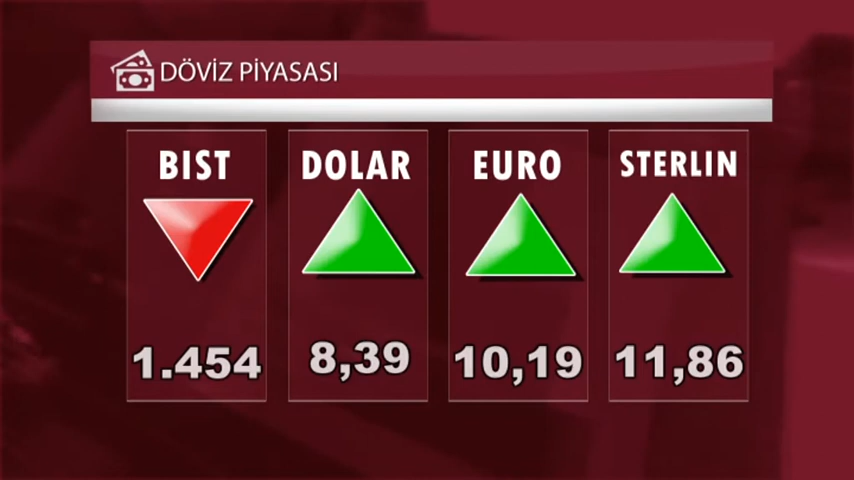 DÖVİZ PİYASASI
BIST DOLAR EURO STERLIN
1.454 8,39 10,19 11,86